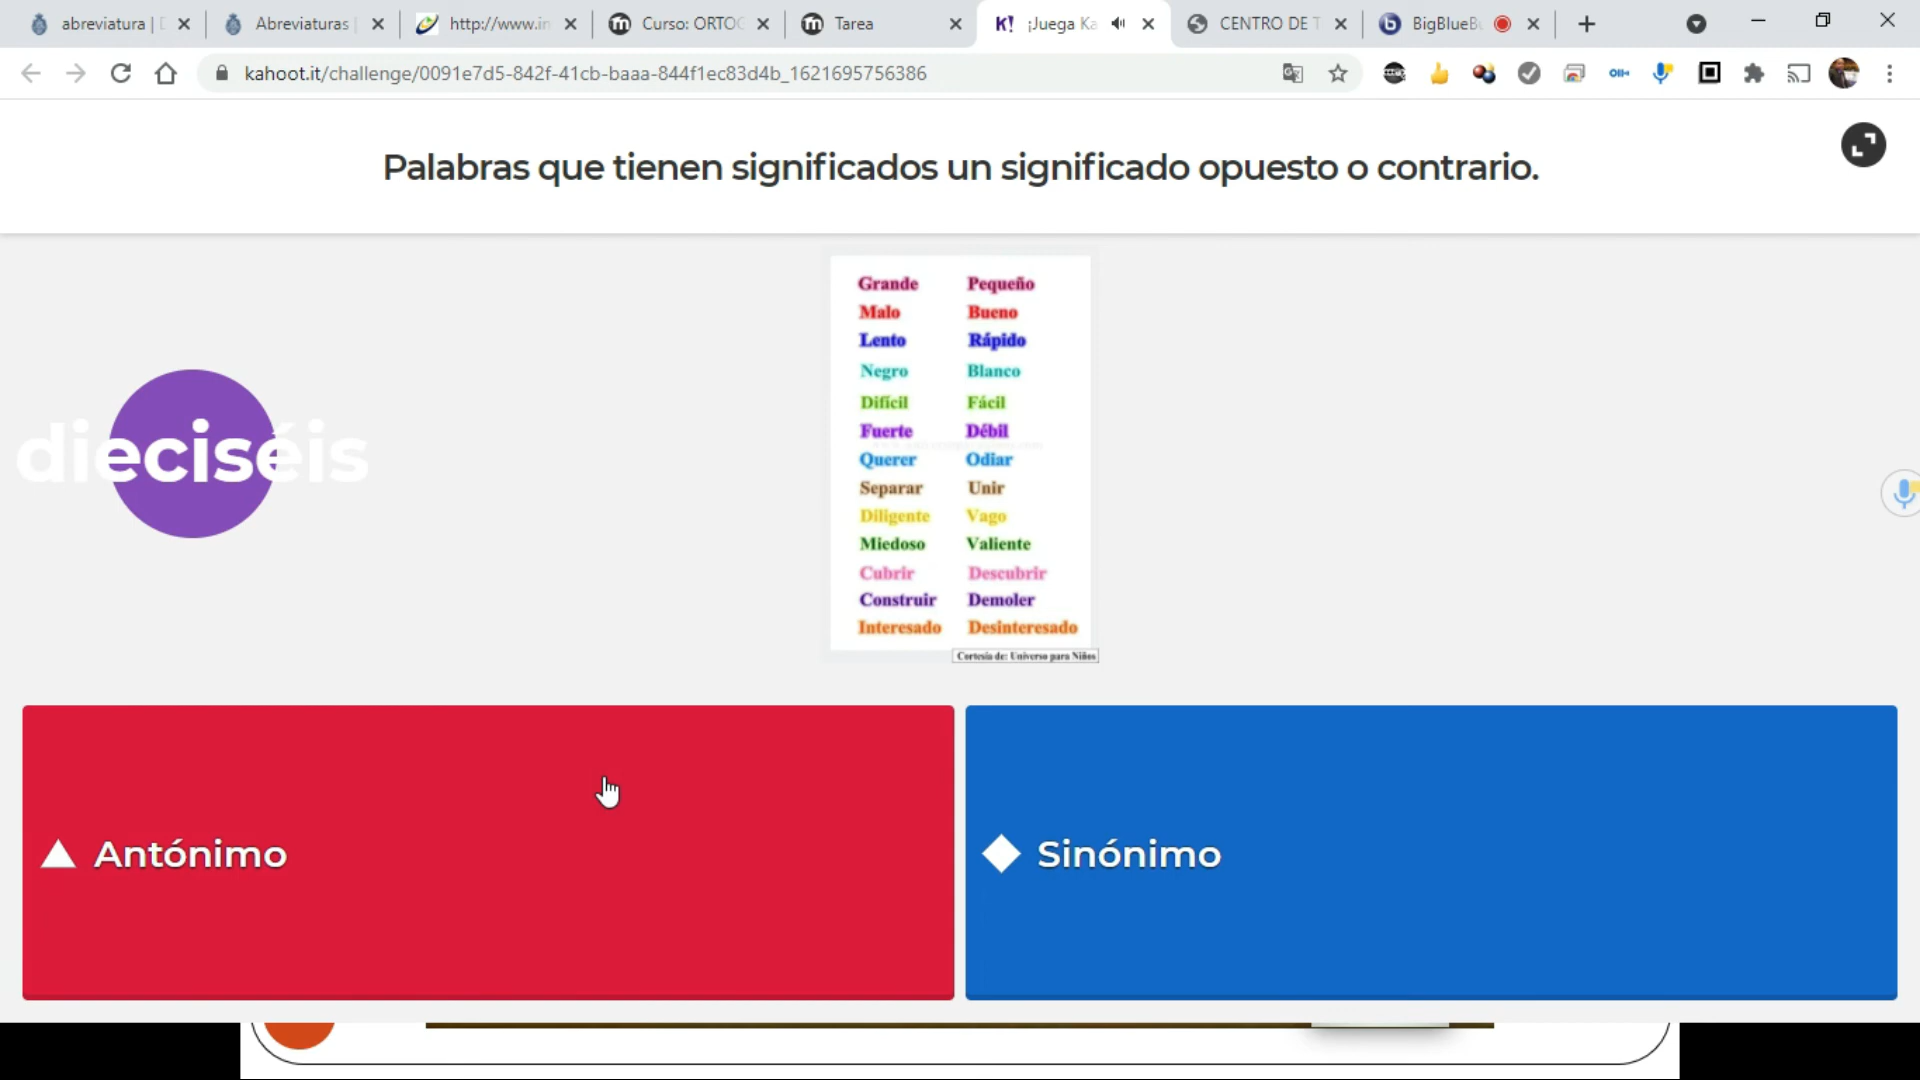 abreviatura |
Abreviaturas |
http://www.in
Curso: ORTOG
Tarea
K! ¡Juega Ka
CENTRO DE T
BigBlueB
kahoot.it/challenge/0091e7d5-842f-41cb-baaa-844f1ec83d4b_1621695756386
Palabras que tienen significados un significado opuesto o contrario.
Grande Pequeño
Malo Bueno
Lento Rápido
Negro Blanco
Difícil Fácil
Fuerte Débil
Querer Odiar
Separar Unir
Diligente Vago
Miedoso Valiente
Cubrir Descubrir
Construir Demoler
Interesado Desinteresado
Cortesía de: Universo para Niños
dieciséis
Antónimo
Sinónimo